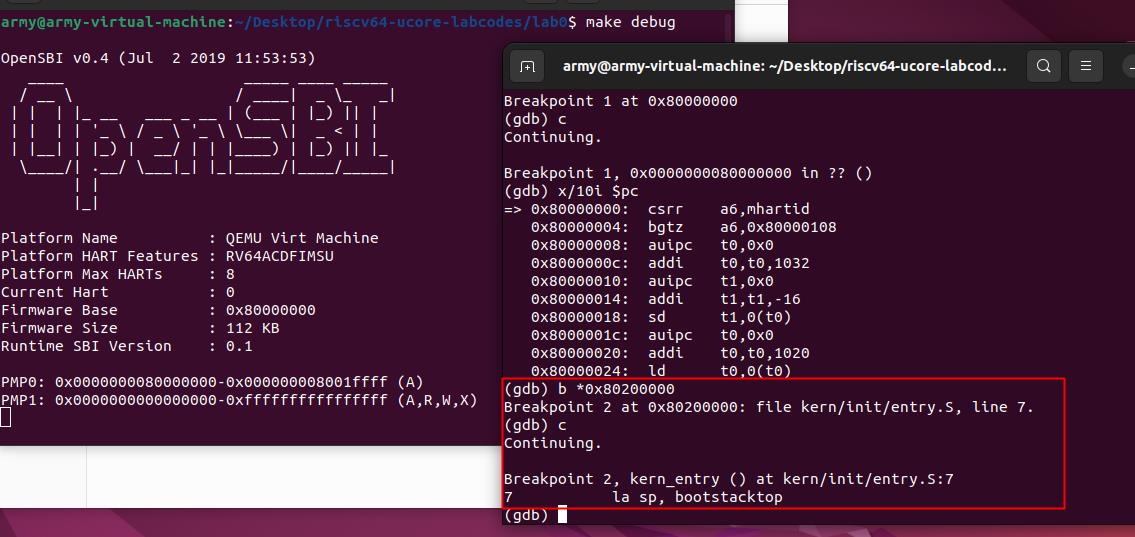 army@army-virtual-machine:~/Desktop/riscv64-ucore-labcodes/lab0$ make debug

OpenSBI v0.4 (Jul  2 2019 11:53:53)
   ____                    _____ ____ _____
  / __ \                  / ____|  _ \_   _|
 | |  | |_ __   ___ _ __ | (___ | |_) || |
 | |  | | '_ \ / _ \ '_ \ \___ \|  _ < | |
 | |__| | |_) |  __/ | | |____) | |_) || |_
  \____/| .__/ \___|_| |_|_____/|____/_____|
        | |
        |_|

Platform Name          : QEMU Virt Machine
Platform HART Features : RV64ACDFIMSU
Platform Max HARTs     : 8
Current Hart           : 0
Firmware Base          : 0x80000000
Firmware Size          : 112 KB
Runtime SBI Version    : 0.1

PMP0: 0x0000000080000000-0x000000008001ffff (A)
PMP1: 0x0000000000000000-0xffffffffffffffff (A,R,W,X)
army@army-virtual-machine: ~/Desktop/riscv64-ucore-labcod...
Breakpoint 1 at 0x80000000
(gdb) c
Continuing.

Breakpoint 1, 0x0000000080000000 in ?? ()
(gdb) x/10i $pc
=> 0x80000000:  csrr    a6,mhartid
   0x80000004:  bgtz    a6,0x80000108
   0x80000008:  auipc   t0,0x0
   0x8000000c:  addi    t0,t0,1032
   0x80000010:  auipc   t1,0x0
   0x80000014:  addi    t1,t1,-16
   0x80000018:  sd      t1,0(t0)
   0x8000001c:  auipc   t0,0x0
   0x80000020:  addi    t0,t0,1020
   0x80000024:  ld      t0,0(t0)
(gdb) b *0x80200000
Breakpoint 2 at 0x80200000: file kern/init/entry.S, line 7.
(gdb) c
Continuing.

Breakpoint 2, kern_entry () at kern/init/entry.S:7
7           la sp, bootstacktop
(gdb)